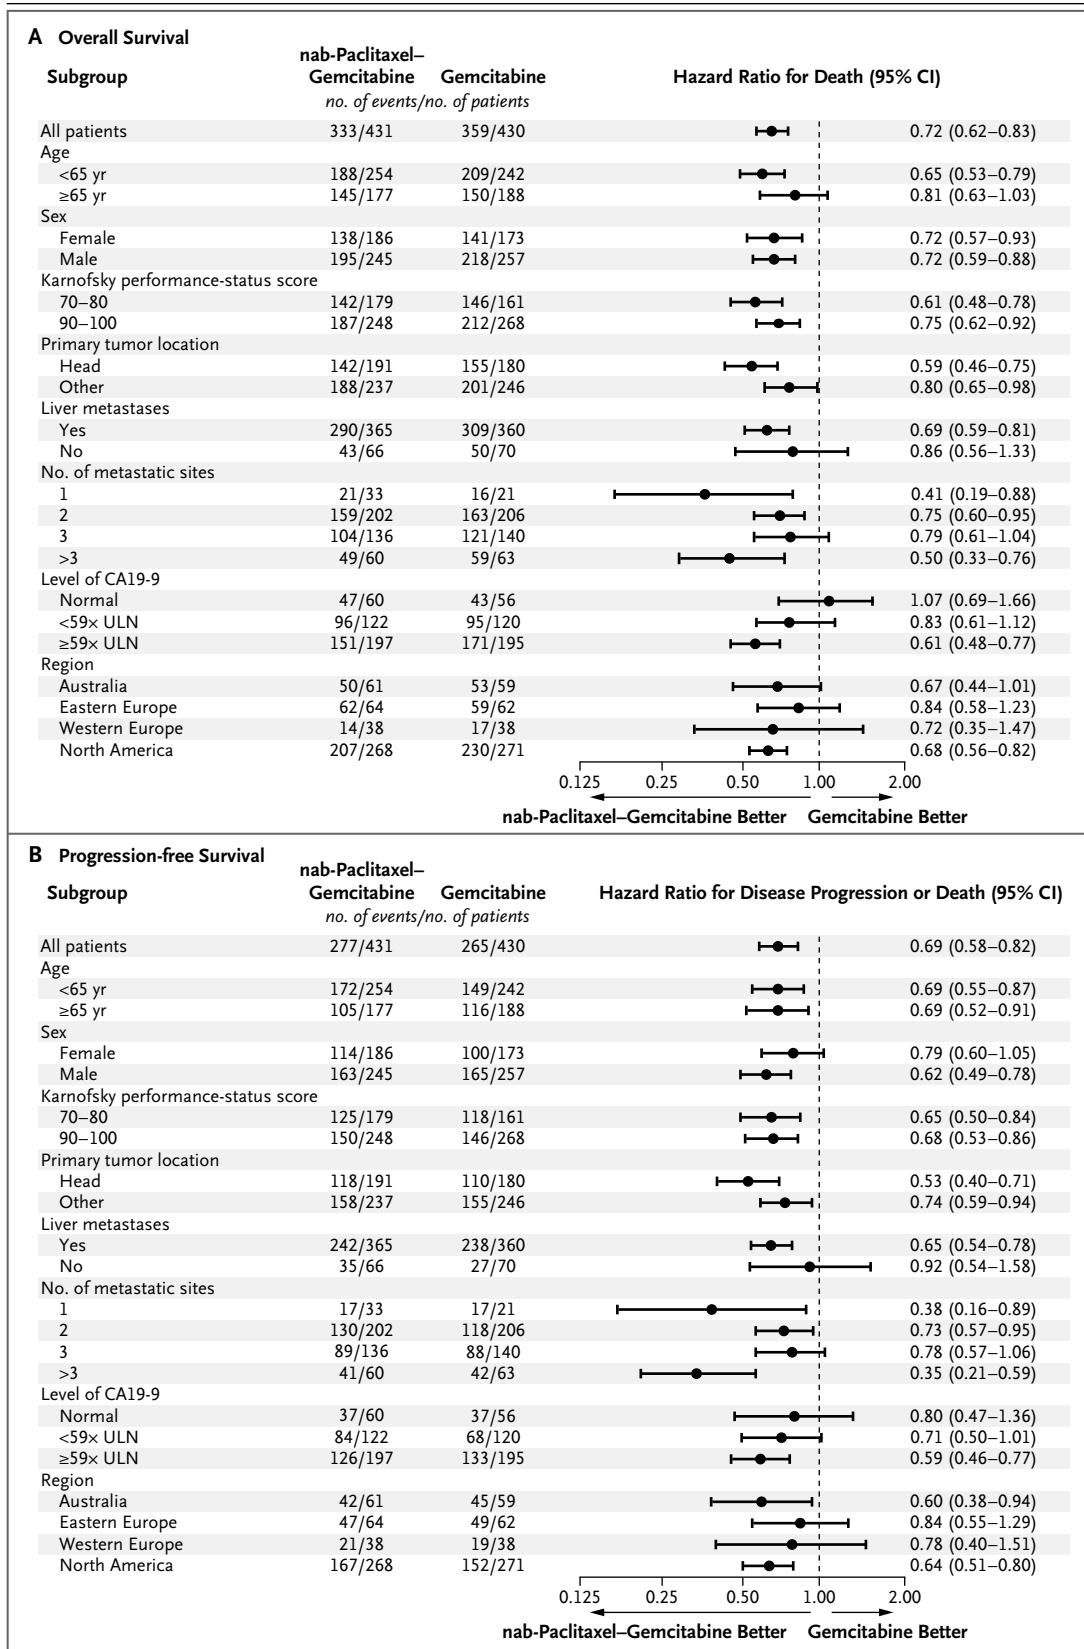 A Overall Survival
Subgroup nab-Paclitaxel–Gemcitabine Gemcitabine Hazard Ratio for Death (95% CI)
no. of events/no. of patients
All patients 333/431 359/430 0.72 (0.62–0.83)
Age
<65 yr 188/254 209/242 0.65 (0.53–0.79)
≥65 yr 145/177 150/188 0.81 (0.63–1.03)
Sex
Female 138/186 141/173 0.72 (0.57–0.93)
Male 195/245 218/257 0.72 (0.59–0.88)
Karnofsky performance-status score
70–80 142/179 146/161 0.61 (0.48–0.78)
90–100 187/248 212/268 0.75 (0.62–0.92)
Primary tumor location
Head 142/191 155/180 0.59 (0.46–0.75)
Other 188/237 201/246 0.80 (0.65–0.98)
Liver metastases
Yes 290/365 309/360 0.69 (0.59–0.81)
No 43/66 50/70 0.86 (0.56–1.33)
No. of metastatic sites
1 21/33 16/21 0.41 (0.19–0.88)
2 159/202 163/206 0.75 (0.60–0.95)
3 104/136 121/140 0.79 (0.61–1.04)
>3 49/60 59/63 0.50 (0.33–0.76)
Level of CA19-9
Normal 47/60 43/56 1.07 (0.69–1.66)
<59× ULN 96/122 95/120 0.83 (0.61–1.12)
≥59× ULN 151/197 171/195 0.61 (0.48–0.77)
Region
Australia 50/61 53/59 0.67 (0.44–1.01)
Eastern Europe 62/64 59/62 0.84 (0.58–1.23)
Western Europe 14/38 17/38 0.72 (0.35–1.47)
North America 207/268 230/271 0.68 (0.56–0.82)
0.125 0.25 0.50 1.00 2.00
nab-Paclitaxel–Gemcitabine Better Gemcitabine Better
B Progression-free Survival
Subgroup nab-Paclitaxel–Gemcitabine Gemcitabine Hazard Ratio for Disease Progression or Death (95% CI)
no. of events/no. of patients
All patients 277/431 265/430 0.69 (0.58–0.82)
Age
<65 yr 172/254 149/242 0.69 (0.55–0.87)
≥65 yr 105/177 116/188 0.69 (0.52–0.91)
Sex
Female 114/186 100/173 0.79 (0.60–1.05)
Male 163/245 165/257 0.62 (0.49–0.78)
Karnofsky performance-status score
70–80 125/179 118/161 0.65 (0.50–0.84)
90–100 150/248 146/268 0.68 (0.53–0.86)
Primary tumor location
Head 118/191 110/180 0.53 (0.40–0.71)
Other 158/237 155/246 0.74 (0.59–0.94)
Liver metastases
Yes 242/365 238/360 0.65 (0.54–0.78)
No 35/66 27/70 0.92 (0.54–1.58)
No. of metastatic sites
1 17/33 17/21 0.38 (0.16–0.89)
2 130/202 118/206 0.73 (0.57–0.95)
3 89/136 88/140 0.78 (0.57–1.06)
>3 41/60 42/63 0.35 (0.21–0.59)
Level of CA19-9
Normal 37/60 37/56 0.80 (0.47–1.36)
<59× ULN 84/122 68/120 0.71 (0.50–1.01)
≥59× ULN 126/197 133/195 0.59 (0.46–0.77)
Region
Australia 42/61 45/59 0.60 (0.38–0.94)
Eastern Europe 47/64 49/62 0.84 (0.55–1.29)
Western Europe 21/38 19/38 0.78 (0.40–1.51)
North America 167/268 152/271 0.64 (0.51–0.80)
0.125 0.25 0.50 1.00 2.00
nab-Paclitaxel–Gemcitabine Better Gemcitabine Better